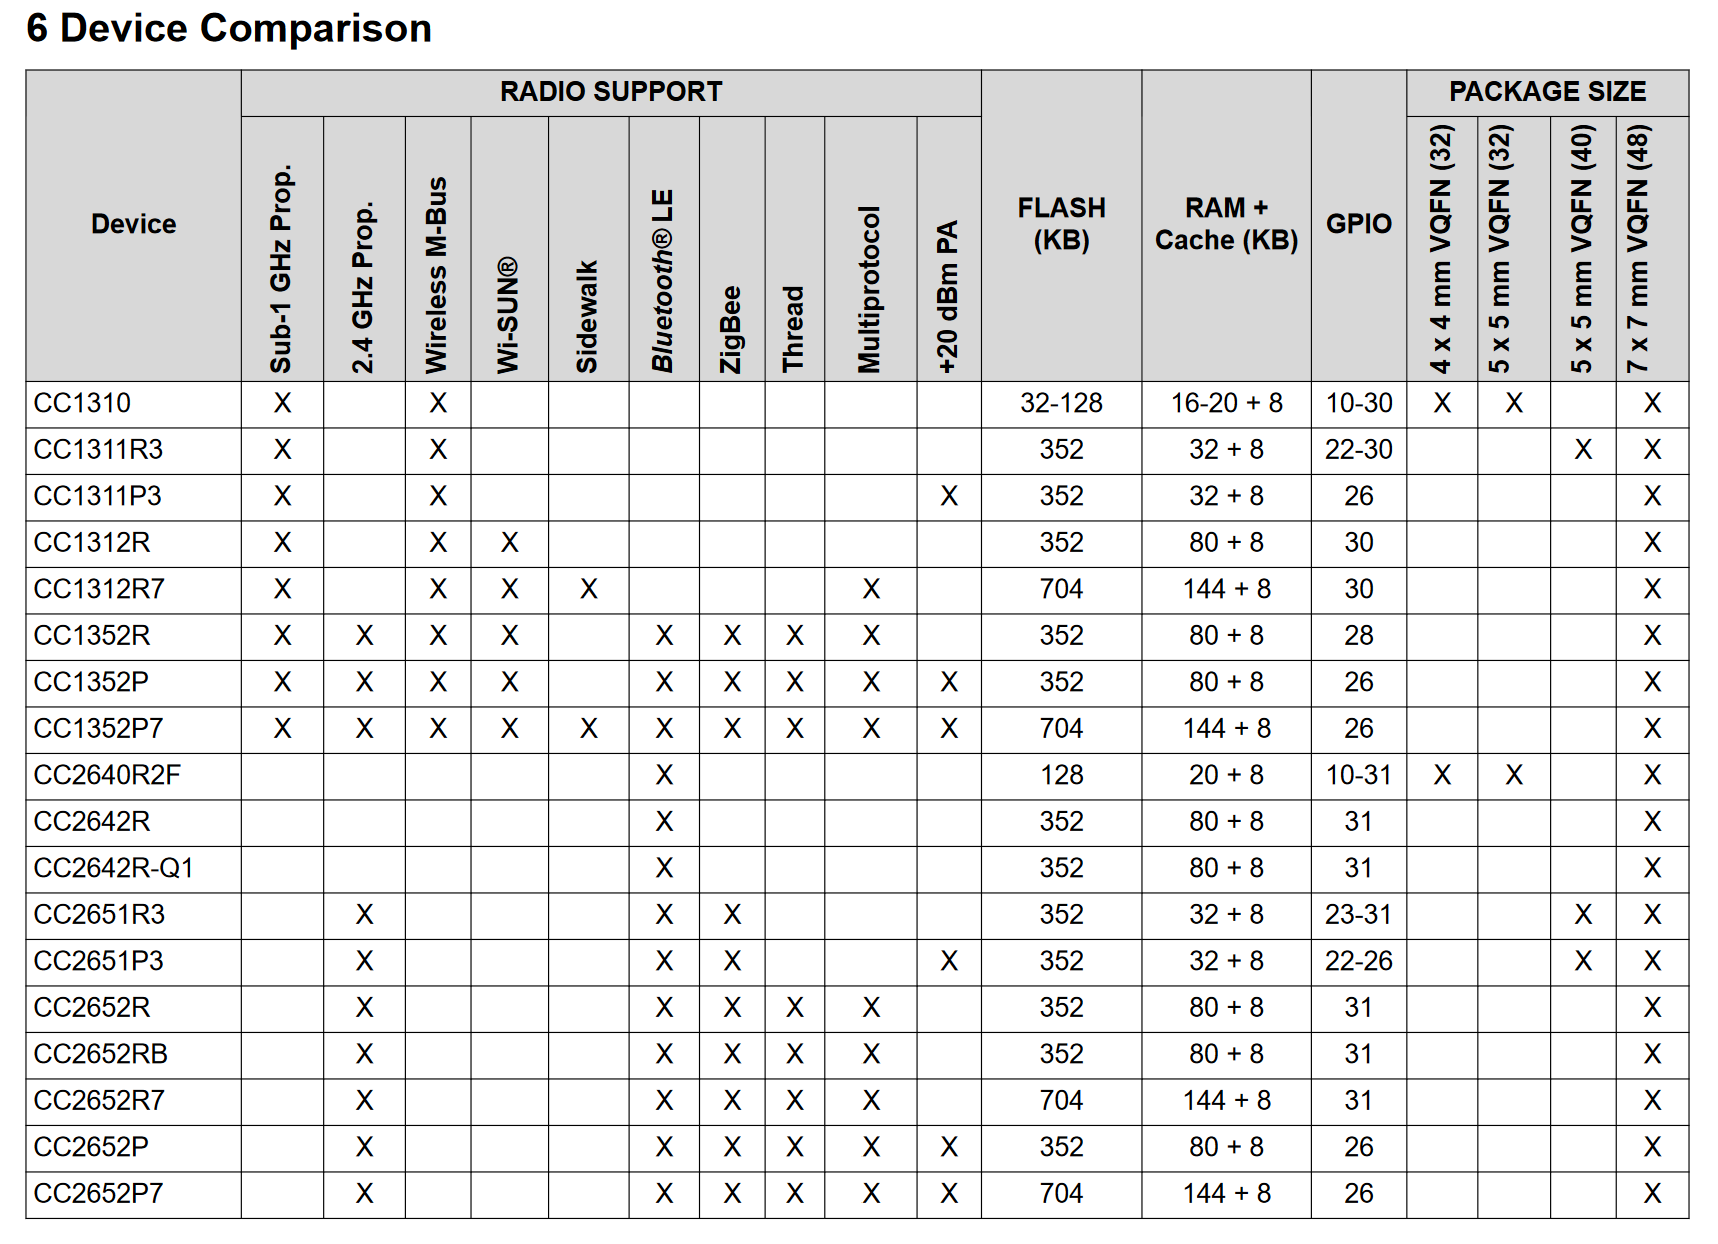 6 Device Comparison
Device
RADIO SUPPORT
FLASH (KB)
RAM + Cache (KB)
GPIO
PACKAGE SIZE
Sub-1 GHz Prop.
2.4 GHz Prop.
Wireless M-Bus
Wi-SUN®
Sidewalk
Bluetooth® LE
ZigBee
Thread
Multiprotocol
+20 dBm PA
4 x 4 mm VQFN (32)
5 x 5 mm VQFN (32)
5 x 5 mm VQFN (40)
7 x 7 mm VQFN (48)
CC1310 X X 32-128 16-20 + 8 10-30 X X X
CC1311R3 X X 352 32 + 8 22-30 X X
CC1311P3 X X X 352 32 + 8 26 X
CC1312R X X X 352 80 + 8 30 X
CC1312R7 X X X X X 704 144 + 8 30 X
CC1352R X X X X X X X X 352 80 + 8 28 X
CC1352P X X X X X X X X X 352 80 + 8 26 X
CC1352P7 X X X X X X X X X X 704 144 + 8 26 X
CC2640R2F X 128 20 + 8 10-31 X X X
CC2642R X 352 80 + 8 31 X
CC2642R-Q1 X 352 80 + 8 31 X
CC2651R3 X X X 352 32 + 8 23-31 X X
CC2651P3 X X X X 352 32 + 8 22-26 X X
CC2652R X X X X X 352 80 + 8 31 X
CC2652RB X X X X X 352 80 + 8 31 X
CC2652R7 X X X X X 704 144 + 8 31 X
CC2652P X X X X X X 352 80 + 8 26 X
CC2652P7 X X X X X X 704 144 + 8 26 X